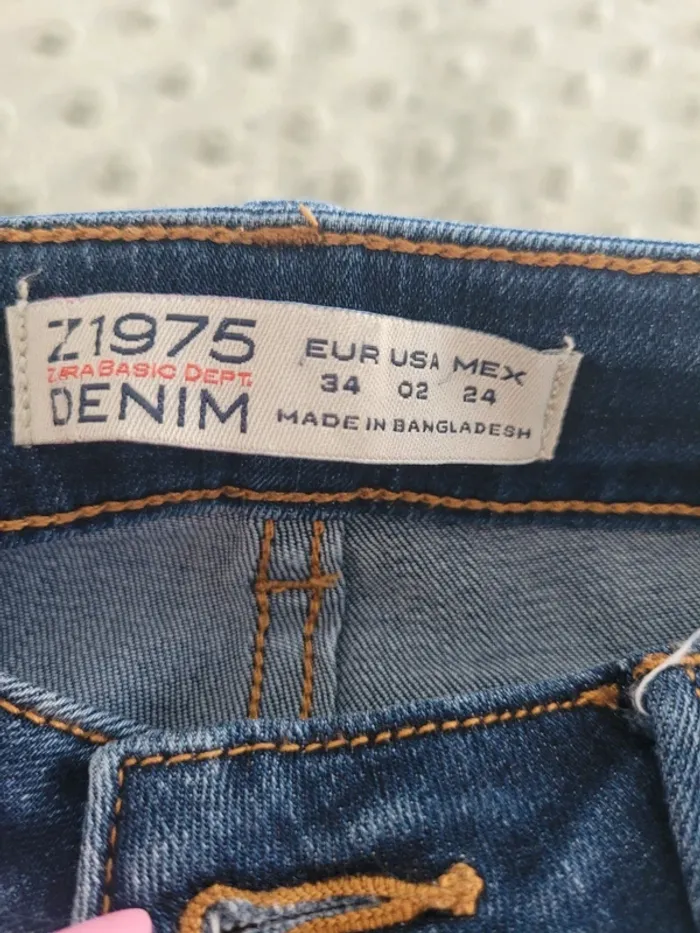 Z1975
ZARA BASIC DEPT.
DENIM
EUR USA MEX
34 02 24
MADE IN BANGLADESH